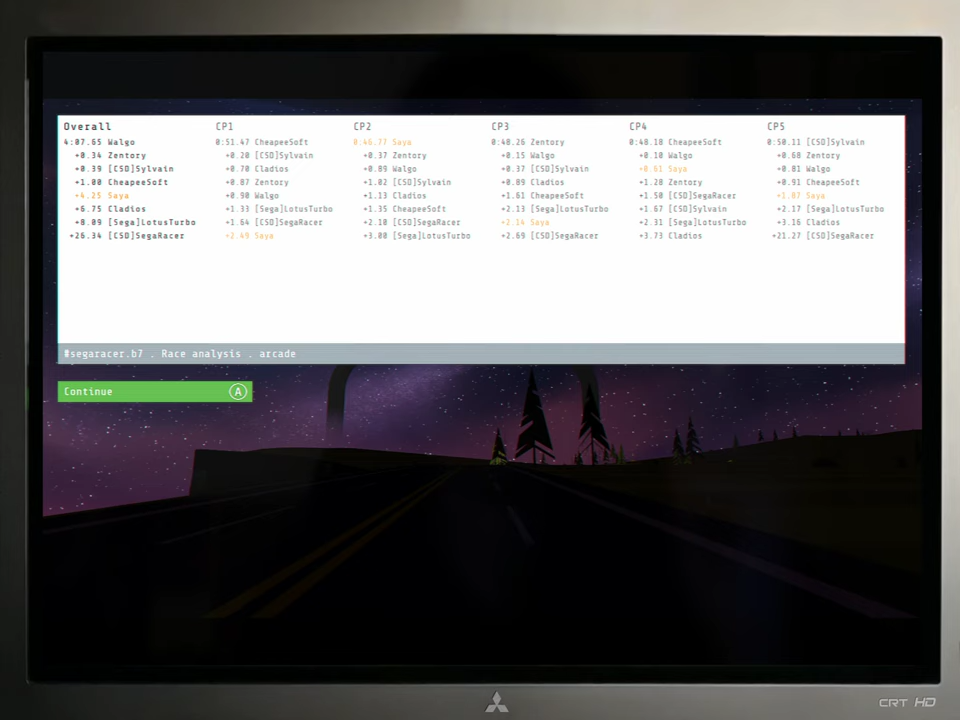 Overall CP1 CP2 CP3 CP4 CP5
4:07.65 Walgo 0:51.47 CheapeeSoft 0:46.77 Saya 0:48.26 Zentory 0:48.18 CheapeeSoft 0:50.11 [CSD]Sylvain
+0.34 Zentory +0.20 [CSD]Sylvain +0.37 Zentory +0.15 Walgo +0.10 Walgo +0.68 Zentory
+0.39 [CSD]Sylvain +0.70 Cladios +0.89 Walgo +0.37 [CSD]Sylvain +0.61 Saya +0.81 Walgo
+1.00 CheapeeSoft +0.87 Zentory +1.02 [CSD]Sylvain +0.89 Cladios +1.28 Zentory +0.91 CheapeeSoft
+4.25 Saya +0.90 Walgo +1.13 Cladios +1.61 CheapeeSoft +1.50 [CSD]SegaRacer +1.07 Saya
+6.75 Cladios +1.33 [Sega]LotusTurbo +1.35 CheapeeSoft +2.13 [Sega]LotusTurbo +1.67 [CSD]Sylvain +2.17 [Sega]LotusTurbo
+8.09 [Sega]LotusTurbo +1.64 [CSD]SegaRacer +2.10 [CSD]SegaRacer +2.14 Saya +2.31 [Sega]LotusTurbo +3.16 Cladios
+26.34 [CSD]SegaRacer +2.49 Saya +3.00 [Sega]LotusTurbo +2.69 [CSD]SegaRacer +3.73 Cladios +21.27 [CSD]SegaRacer
#segaracer.b7 . Race analysis . arcade
Continue A
CRT HD